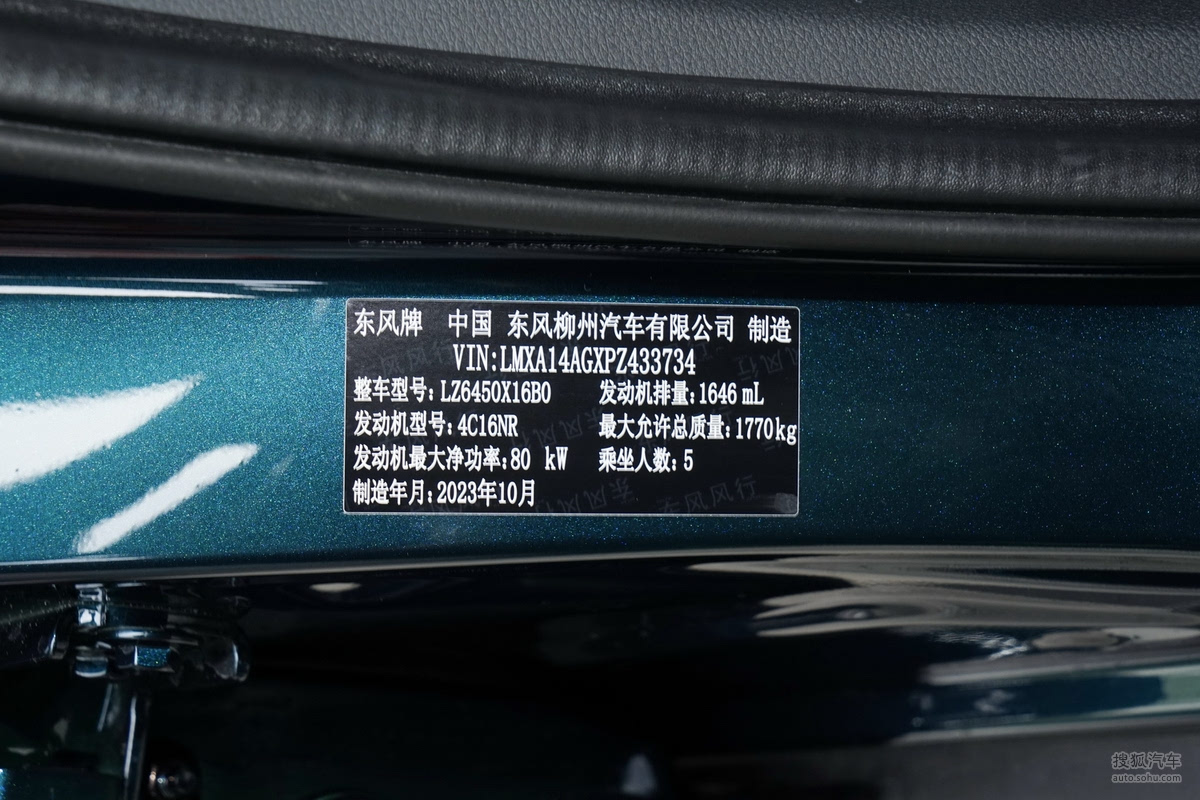 东风牌 中国 东风柳州汽车有限公司 制造
VIN:LMXA14AGXPZ433734
整车型号:LZ6450X16B0 发动机排量:1646 mL
发动机型号:4C16NR 最大允许总质量:1770kg
发动机最大净功率:80 kW 乘坐人数:5
制造年月:2023年10月
东风风行
搜狐汽车
auto.sohu.com